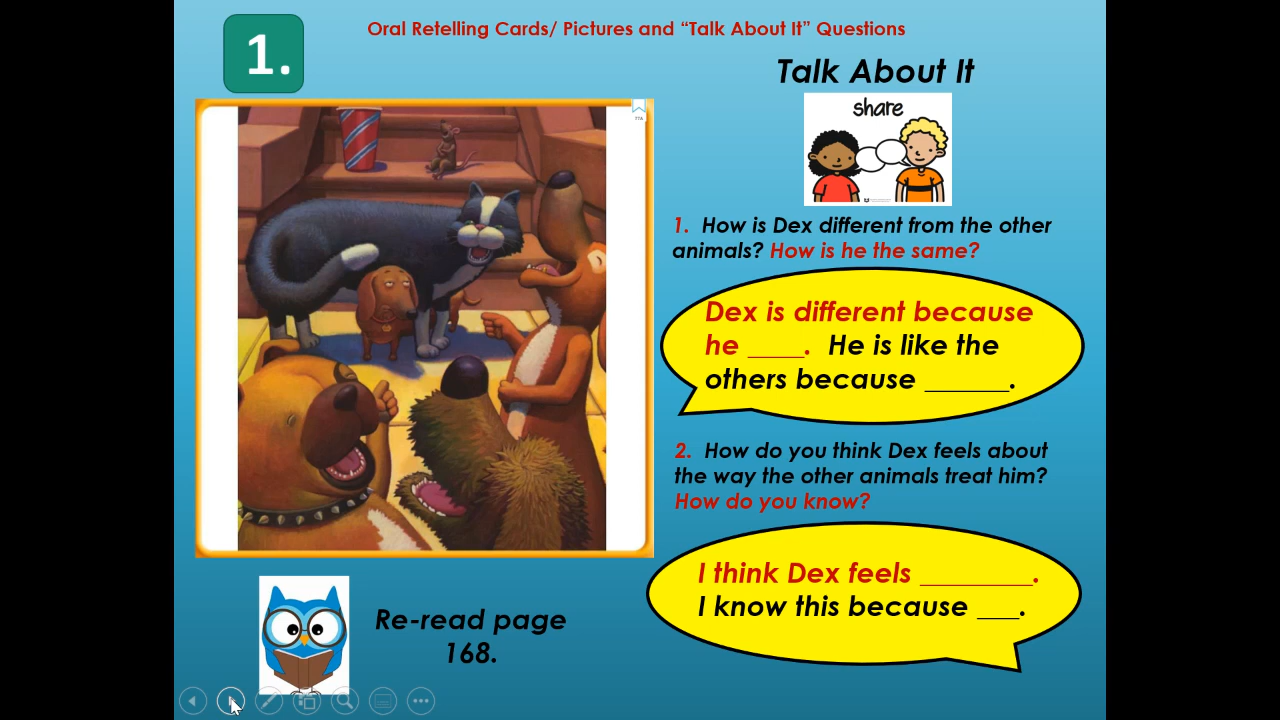 1.
Oral Retelling Cards/ Pictures and “Talk About It” Questions
Talk About It
share
1. How is Dex different from the other
animals? How is he the same?
Dex is different because
he ____. He is like the
others because ______.
2. How do you think Dex feels about
the way the other animals treat him?
How do you know?
I think Dex feels ________.
I know this because ___.
Re-read page
168.